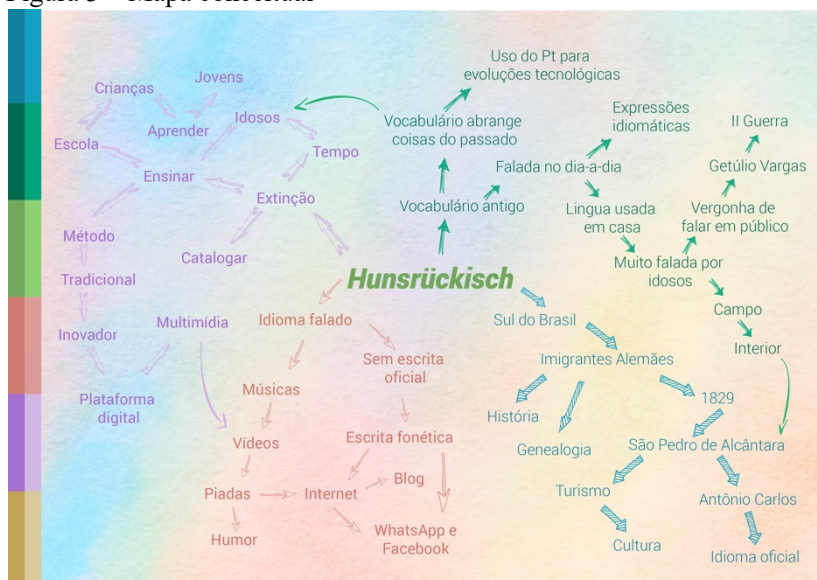 Figura 3 – Mapa conceitual
Uso do Pt para
evoluções tecnológicas
Jovens
Crianças
Idosos
Aprender
Escola
Tempo
Ensinar
Extinção
Catalogar
Método
Tradicional
Inovador
Multimídia
Plataforma
digital
Vocabulário abrange
coisas do passado
Vocabulário antigo
Falada no dia-a-dia
Expressões
idiomáticas
Lingua usada
em casa
Muito falada por
idosos
Vergonha de
falar em público
Getúlio Vargas
II Guerra
Campo
Interior
Hunsrückisch
Idioma falado
Músicas
Vídeos
Piadas
Humor
Internet
Blog
Sem escrita
oficial
Escrita fonética
WhatsApp e
Facebook
Sul do Brasil
Imigrantes Alemães
História
Genealogia
1829
São Pedro de Alcântara
Turismo
Cultura
Antônio Carlos
Idioma oficial